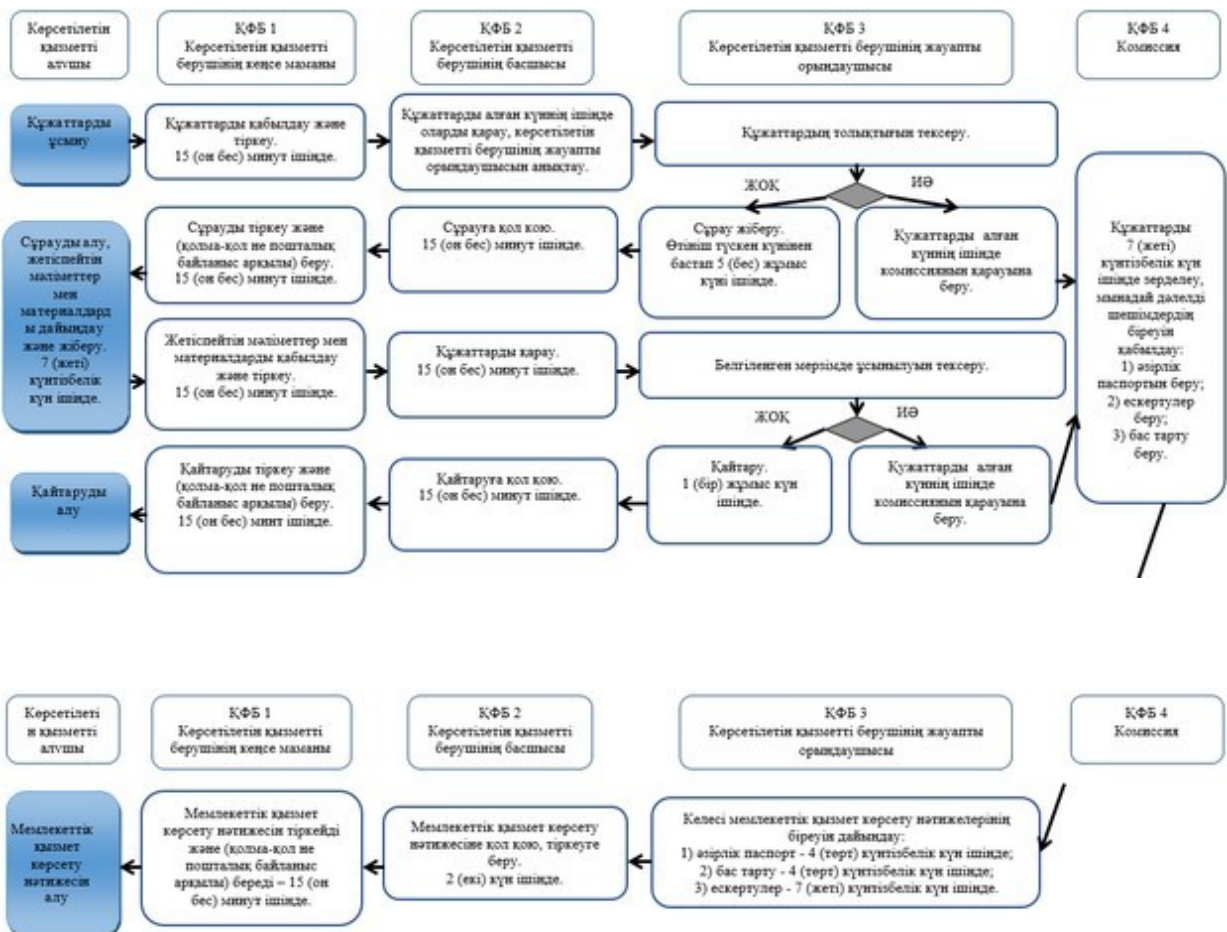 Көрсетілетін
қызметті
алушы
ҚФБ 1
Көрсетілетін қызметті
берушінің кеңсе маманы
ҚФБ 2
Көрсетілетін қызметті
берушінің басшысы
ҚФБ 3
Көрсетілетін қызметті берушінің жауапты
орындаушысы
ҚФБ 4
Комиссия
Құжаттарды
ұсыну
Құжаттарды қабылдау және
тіркеу.
15 (он бес) минут ішінде.
Құжаттарды алған күннің ішінде
оларды қарау, көрсетілетін
қызметті берушінің жауапты
орындаушысын анықтау.
Құжаттардың толықтығын тексеру.
ЖОҚ
ИӘ
Сұрауды алу,
жетіспейтін
мәліметтер
мен
материалдард
ы дайындау
және жіберу.
7 (жеті)
күнтізбелік
күн ішінде.
Сұрауды тіркеу және
(қолма-қол не пошталық
байланыс арқылы) беру.
15 (он бес) минут ішінде.
Сұрауға қол қою.
15 (он бес) минут ішінде.
Сұрау жіберу.
Өтініш түскен күнінен
бастап 5 (бес) жұмыс
күні ішінде.
Құжаттарды алған
күннің ішінде
комиссиянын қарауына
беру.
Құжаттарды
7 (жеті)
күнтізбелік күн
ішінде зерделеу,
мынадай дәлелді
шешімдердің
біреуін
қабылдау:
1) әзірлік
паспортын беру;
2) ескертулер
беру;
3) бас тарту
беру.
Жетіспейтін мәліметтер мен
материалдарды қабылдау
және тіркеу.
15 (он бес) минут ішінде.
Құжаттарды қарау.
15 (он бес) минут ішінде.
Белгіленген мерзімде ұсынылуын тексеру.
ЖОҚ
ИӘ
Қайтаруды
алу
Қайтаруды тіркеу және
(қолма-қол не пошталық
байланыс арқылы) беру.
15 (он бес) минт ішінде.
Қайтаруға қол қою.
15 (он бес) минут ішінде.
Қайтару.
1 (бір) жұмыс күн
ішінде.
Құжаттарды алған
күннің ішінде
комиссиянын қарауына
беру.
Көрсетілеті
н қызметті
алушы
ҚФБ 1
Көрсетілетін қызметті
берушінің кеңсе маманы
ҚФБ 2
Көрсетілетін қызметті
берушінің басшысы
ҚФБ 3
Көрсетілетін қызметті берушінің жауапты
орындаушысы
ҚФБ 4
Комиссия
Мемлекеттік
қызмет
көрсету
нәтижесін
алу
Мемлекеттік қызмет
көрсету нәтижесін тіркейді
және (қолма-қол не
пошталық байланыс
арқылы) береді – 15 (он
бес) минут ішінде.
Мемлекеттік қызмет көрсету
нәтижесіне қол қою, тіркеуге
беру.
2 (екі) күн ішінде.
Келесі мемлекеттік қызмет көрсету нәтижелерінің
біреуін дайындау:
1) әзірлік паспорт - 4 (төрт) күнтізбелік күн ішінде;
2) бас тарту - 4 (төрт) күнтізбелік күн ішінде;
3) ескертулер - 7 (жеті) күнтізбелік күн ішінде.